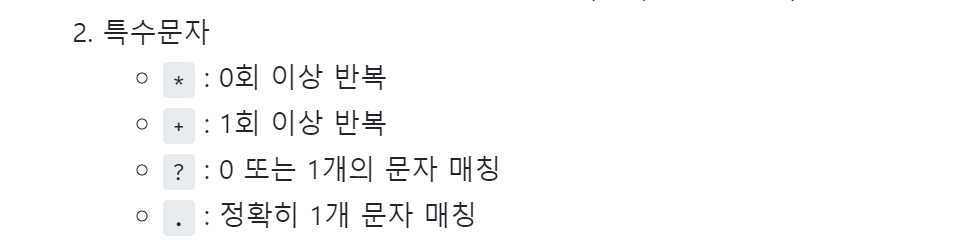 2. 특수문자
* : 0회 이상 반복
+ : 1회 이상 반복
? : 0 또는 1개의 문자 매칭
. : 정확히 1개 문자 매칭